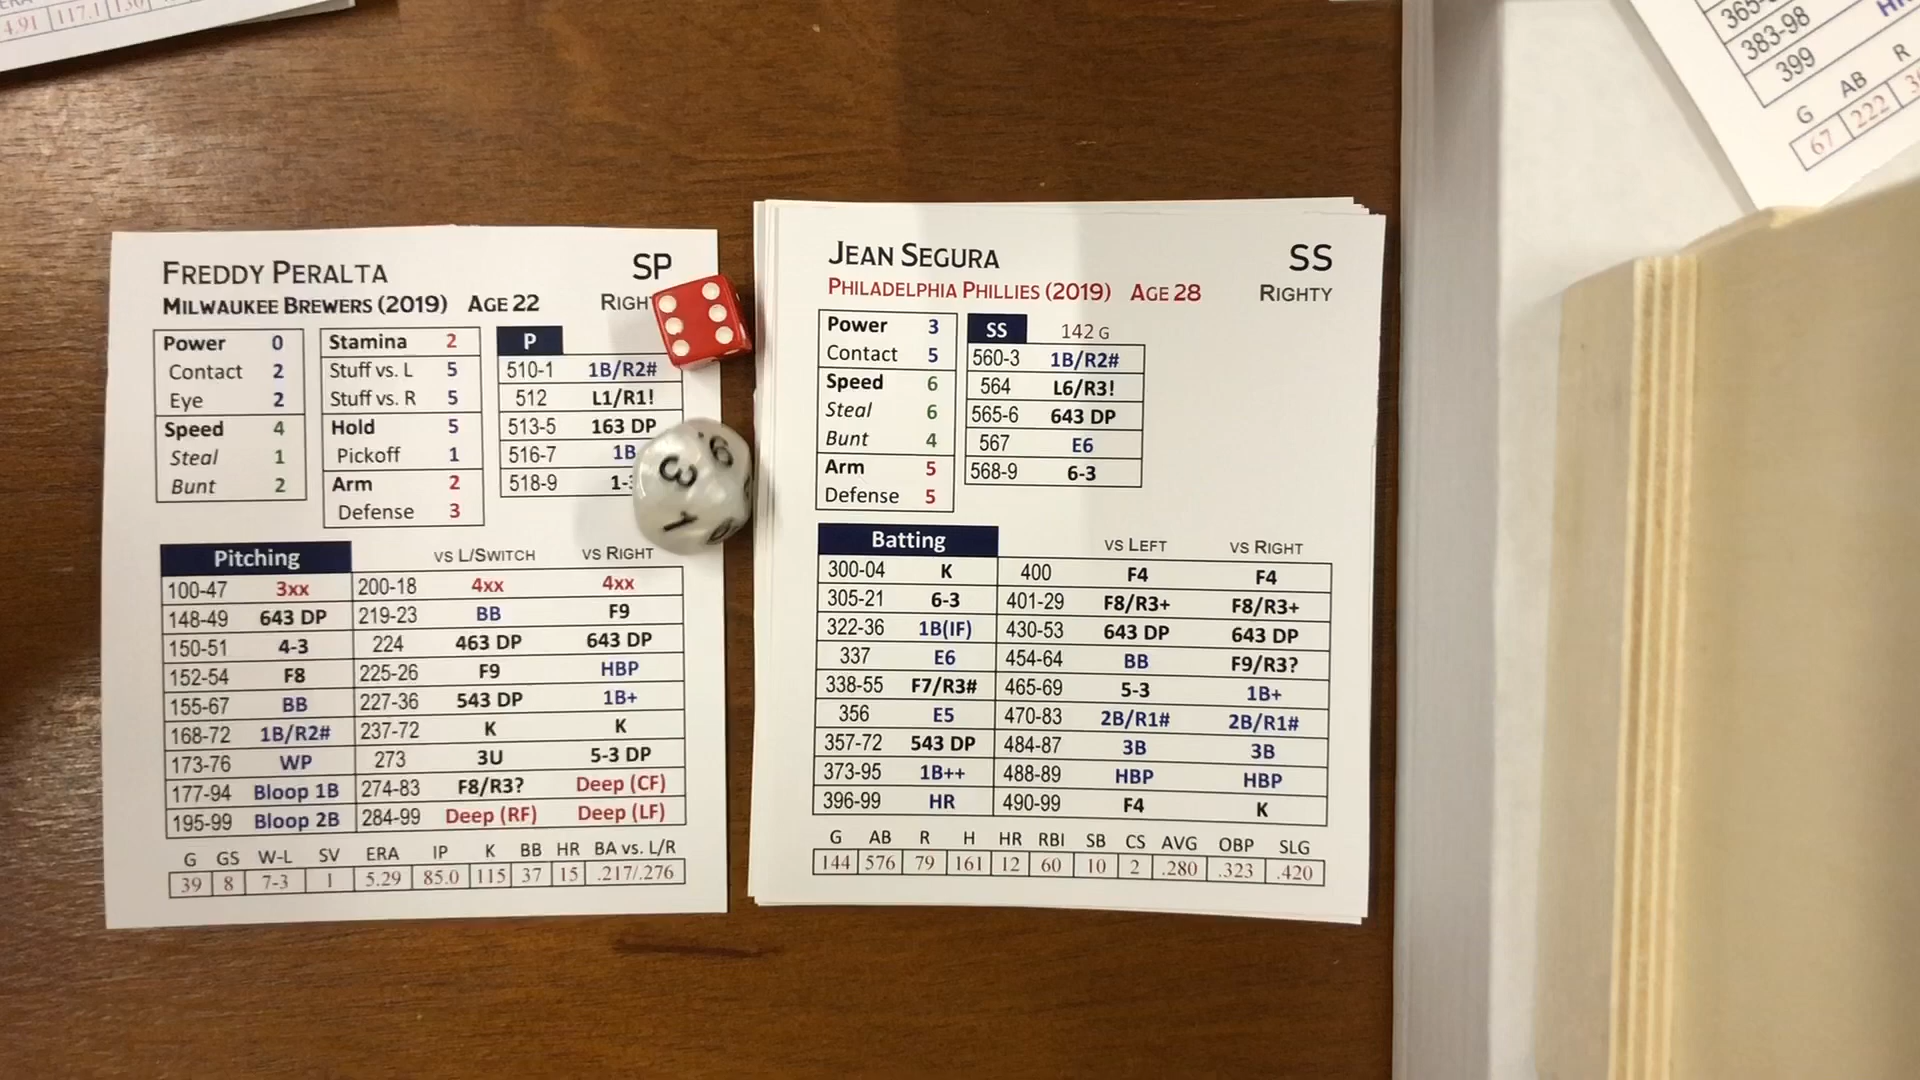 4.91 117.1 130
365-
383-98 HR
399
G AB R
67 222
FREDDY PERALTA SP
MILWAUKEE BREWERS (2019) AGE 22 RIGHT
Power 0
Contact 2
Eye 2
Speed 4
Steal 1
Bunt 2
Stamina 2
Stuff vs. L 5
Stuff vs. R 5
Hold 5
Pickoff 1
Arm 2
Defense 3
P
510-1 1B/R2#
512 L1/R1!
513-5 163 DP
516-7 1B
518-9 1-3
Pitching VS L/SWITCH VS RIGHT
100-47 3xx 200-18 4xx 4xx
148-49 643 DP 219-23 BB F9
150-51 4-3 224 463 DP 643 DP
152-54 F8 225-26 F9 HBP
155-67 BB 227-36 543 DP 1B+
168-72 1B/R2# 237-72 K K
173-76 WP 273 3U 5-3 DP
177-94 Bloop 1B 274-83 F8/R3? Deep (CF)
195-99 Bloop 2B 284-99 Deep (RF) Deep (LF)
G GS W-L SV ERA IP K BB HR BA vs. L/R
39 8 7-3 1 5.29 85.0 115 37 15 .217/.276
9.
3
1
JEAN SEGURA SS
PHILADELPHIA PHILLIES (2019) AGE 28 RIGHTY
Power 3
Contact 5
Speed 6
Steal 6
Bunt 4
Arm 5
Defense 5
SS 142 G
560-3 1B/R2#
564 L6/R3!
565-6 643 DP
567 E6
568-9 6-3
Batting VS LEFT VS RIGHT
300-04 K 400 F4 F4
305-21 6-3 401-29 F8/R3+ F8/R3+
322-36 1B(IF) 430-53 643 DP 643 DP
337 E6 454-64 BB F9/R3?
338-55 F7/R3# 465-69 5-3 1B+
356 E5 470-83 2B/R1# 2B/R1#
357-72 543 DP 484-87 3B 3B
373-95 1B++ 488-89 HBP HBP
396-99 HR 490-99 F4 K
G AB R H HR RBI SB CS AVG OBP SLG
144 576 79 161 12 60 10 2 .280 .323 .420